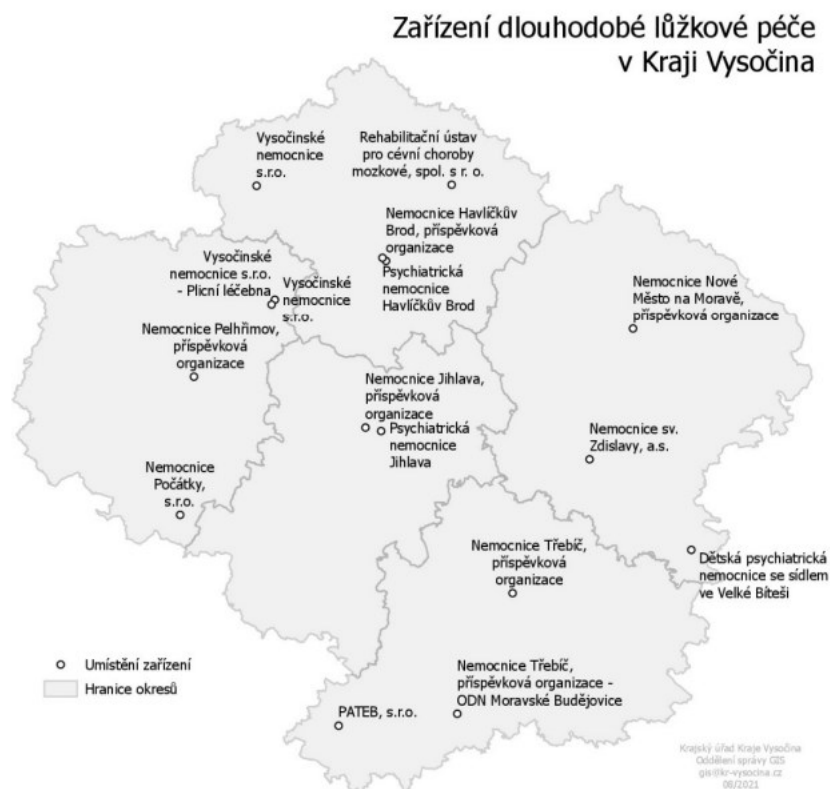 Zařízení dlouhodobé lůžkové péče
v Kraji Vysočina
Vysočinské
nemocnice
s.r.o.
Rehabilitační ústav
pro cévní choroby
mozkové, spol. s r. o.
Nemocnice Havlíčkův
Brod, příspěvková
organizace
Psychiatrická
nemocnice
Havlíčkův Brod
Vysočinské
nemocnice s.r.o.
- Plicní léčebna
Vysočinské
nemocnice
s.r.o.
Nemocnice Nové
Město na Moravě,
příspěvková organizace
Nemocnice Pelhřimov,
příspěvková
organizace
Nemocnice Jihlava,
příspěvková
organizace
Psychiatrická
nemocnice
Jihlava
Nemocnice sv.
Zdislavy, a.s.
Nemocnice
Počátky,
s.r.o.
Nemocnice Třebíč,
příspěvková
organizace
Dětská psychiatrická
nemocnice se sídlem
ve Velké Bíteši
Nemocnice Třebíč,
příspěvková organizace -
ODN Moravské Budějovice
PATEB, s.r.o.
Umístění zařízení
Hranice okresů
Krajský úřad Kraje Vysočina
Oddělení správy GIS
gis@kr-vysocina.cz
08/2021